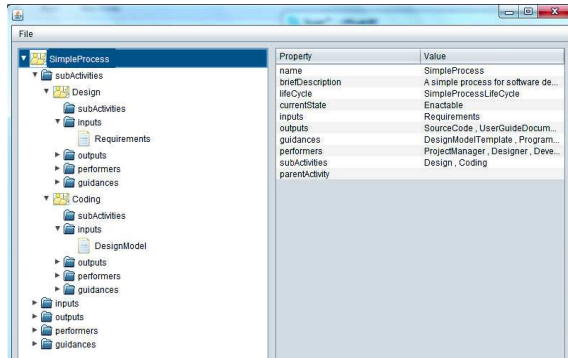 File
SimpleProcess
subActivities
Design
subActivities
inputs
Requirements
outputs
performers
guidances
Coding
subActivities
inputs
DesignModel
outputs
performers
guidances
inputs
outputs
performers
guidances
Property Value
name SimpleProcess
briefDescription A simple process for software de...
lifeCycle SimpleProcessLifeCycle
currentState Enactable
inputs Requirements
outputs SourceCode , UserGuideDocum...
guidances DesignModelTemplate , Program...
performers ProjectManager , Designer , Deve...
subActivities Design , Coding
parentActivity